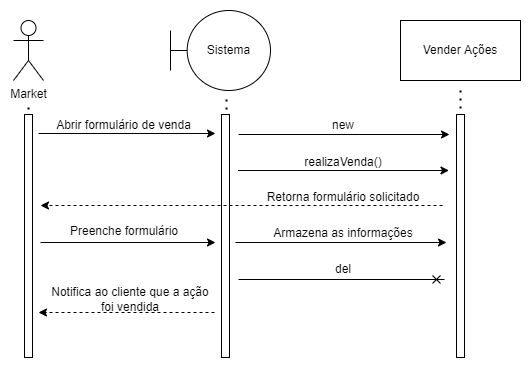 Sistema
Vender Ações
Market
Abrir formulário de venda
new
realizaVenda()
Retorna formulário solicitado
Preenche formulário
Armazena as informações
del
Notifica ao cliente que a ação
foi vendida